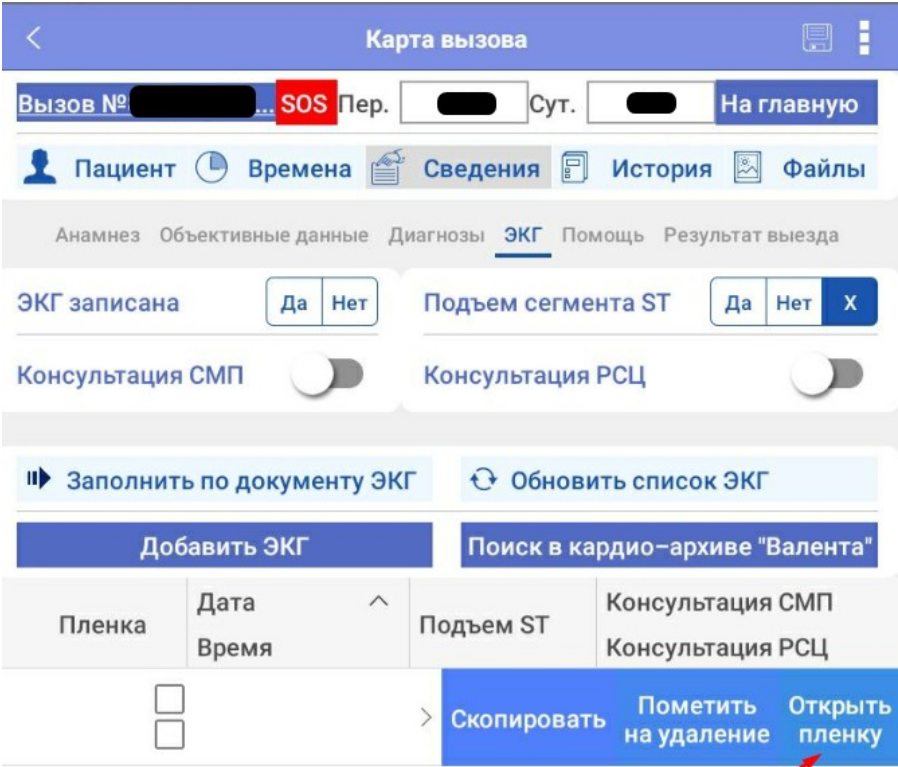 Карта вызова
Вызов № ... SOS Пер. Сут. На главную
Пациент Времена Сведения История Файлы
Анамнез Объективные данные Диагнозы ЭКГ Помощь Результат выезда
ЭКГ записана Да Нет Подъем сегмента ST Да Нет X
Консультация СМП Консультация РСЦ
Заполнить по документу ЭКГ Обновить список ЭКГ
Добавить ЭКГ Поиск в кардио-архиве "Валента"
Пленка Дата Время Подъем ST Консультация СМП Консультация РСЦ
Скопировать Пометить на удаление Открыть пленку